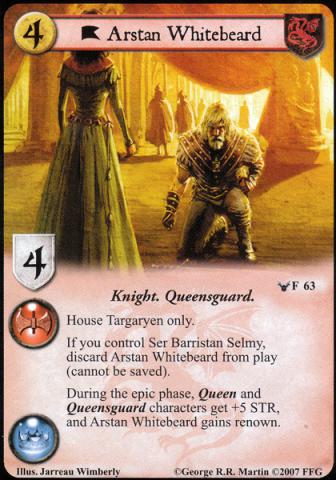 4 Arstan Whitebeard
4
F 63
Knight. Queensguard.
House Targaryen only.
If you control Ser Barristan Selmy,
discard Arstan Whitebeard from play
(cannot be saved).
During the epic phase, Queen and
Queensguard characters get +5 STR,
and Arstan Whitebeard gains renown.
Illus. Jarreau Wimberly ©George R.R. Martin ©2007 FFG